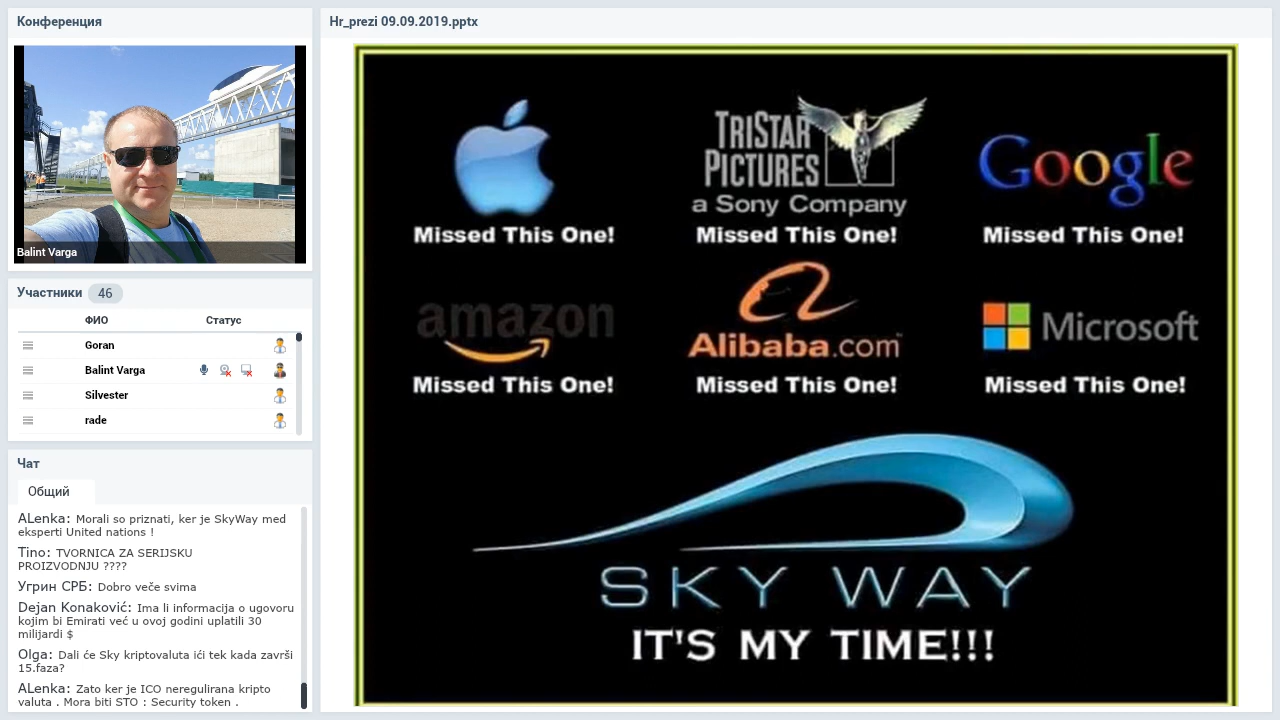 Конференция
Balint Varga
Участники 46
ФИО Статус
Goran
Balint Varga
Silvester
rade
Чат
Общий
ALenka: Morali so priznati, ker je SkyWay med
eksperti United nations !
Tino: TVORNICA ZA SERIJSKU
PROIZVODNJU ????
Угрин СРБ: Dobro veče svima
Dejan Konaković: Ima li informacija o ugovoru
kojim bi Emirati već u ovoj godini uplatili 30
milijardi $
Olga: Dali će Sky kriptovaluta ići tek kada završi
15.faza?
ALenka: Zato ker je ICO neregulirana kripto
valuta . Mora biti STO : Security token .
Hr_prezi 09.09.2019.pptx
TRISTAR
PICTURES
a Sony Company
Google
Missed This One! Missed This One! Missed This One!
amazon
Alibaba.com™
Microsoft
Missed This One! Missed This One! Missed This One!
SKY WAY
IT'S MY TIME!!!